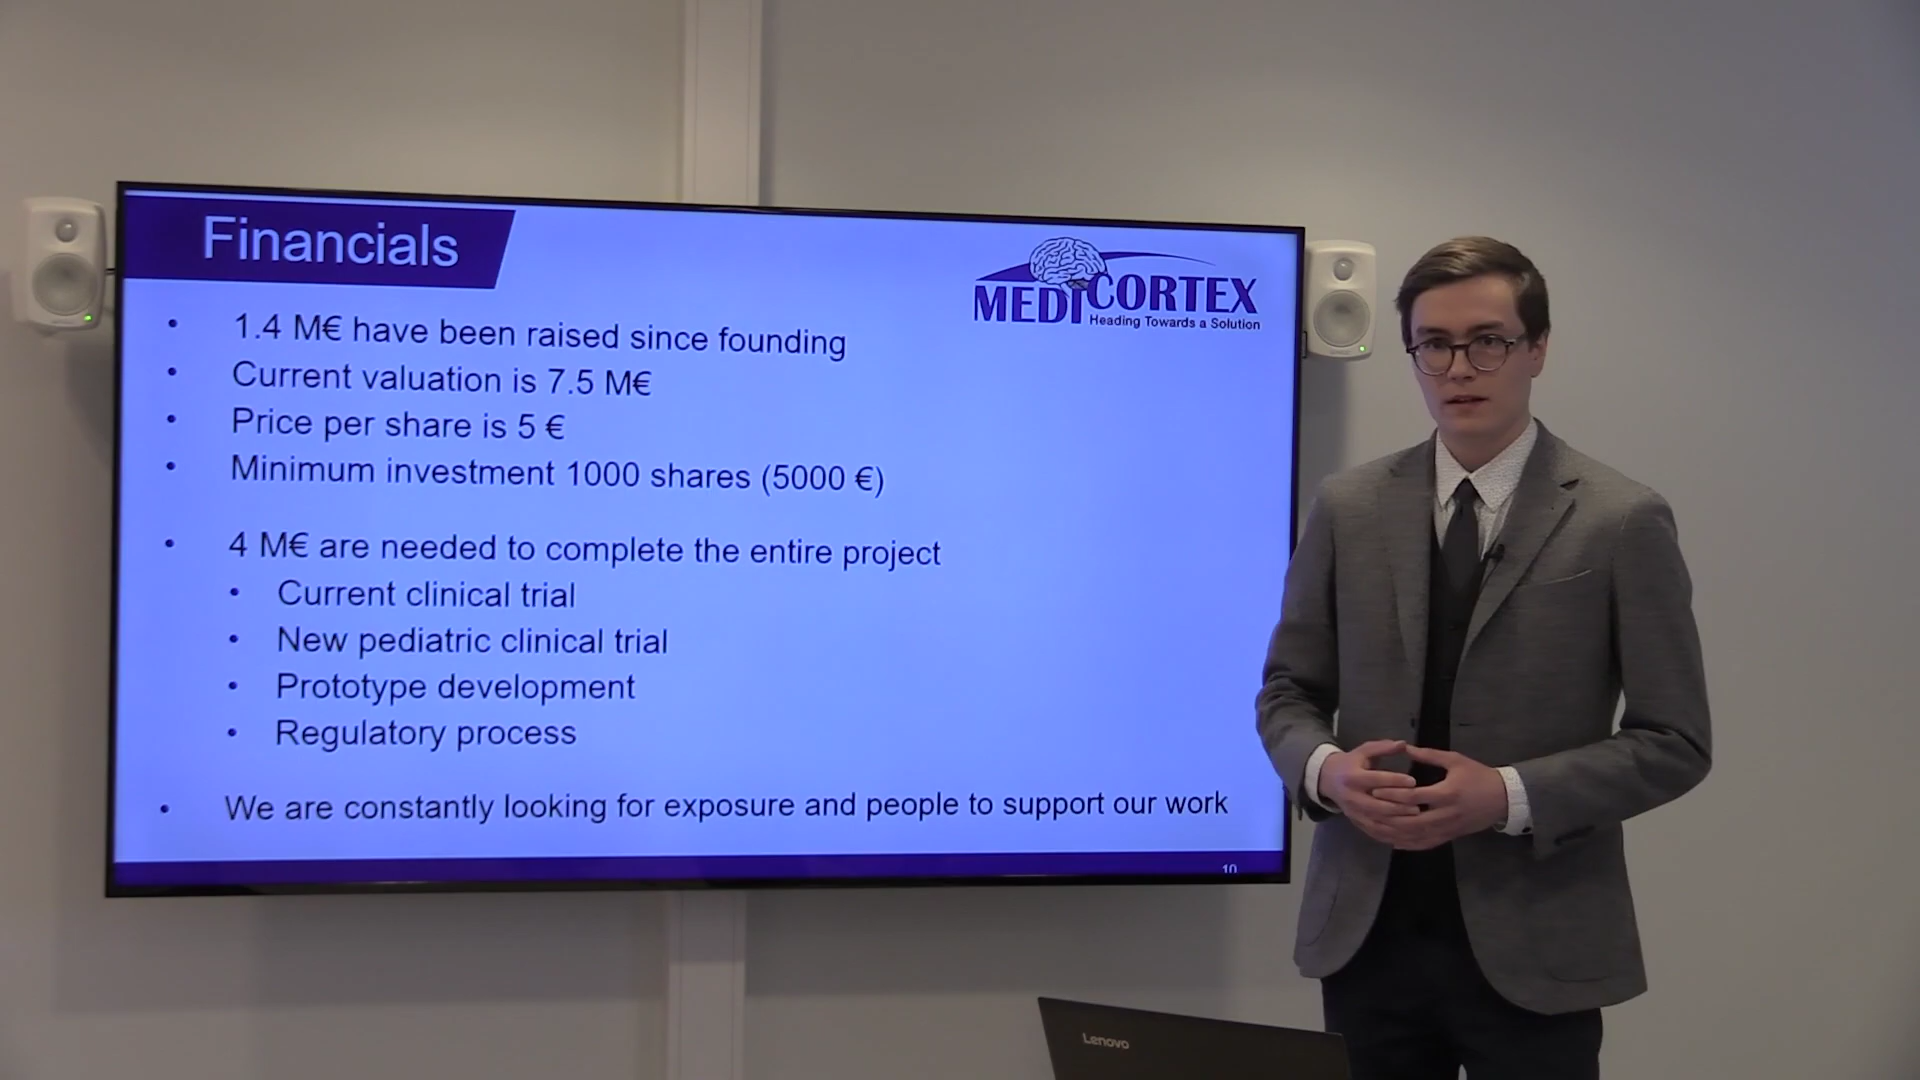 Financials
MEDICORTEX
Heading Towards a Solution
• 1.4 M€ have been raised since founding
• Current valuation is 7.5 M€
• Price per share is 5 €
• Minimum investment 1000 shares (5000 €)
• 4 M€ are needed to complete the entire project
• Current clinical trial
• New pediatric clinical trial
• Prototype development
• Regulatory process
• We are constantly looking for exposure and people to support our work
10
Lenovo